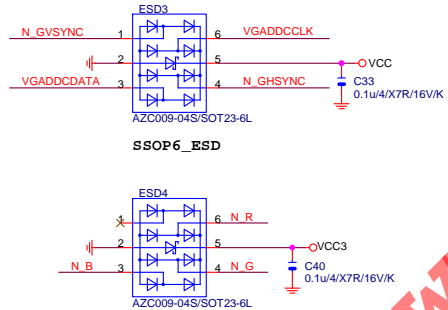 ESD3
N_GVSYNC 1 6 VGADDCCLK
2 5 VCC
VGADDCDATA 3 4 N_GHSYNC
C33
0.1u/4/X7R/16V/K
AZC009-04S/SOT23-6L
SSOP6_ESD
ESD4
1 6 N_R
2 5 VCC3
N_B 3 4 N_G
C40
0.1u/4/X7R/16V/K
AZC009-04S/SOT23-6L